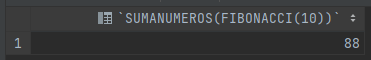 `SUMANUMEROS(FIBONACCI(10))`
1 88